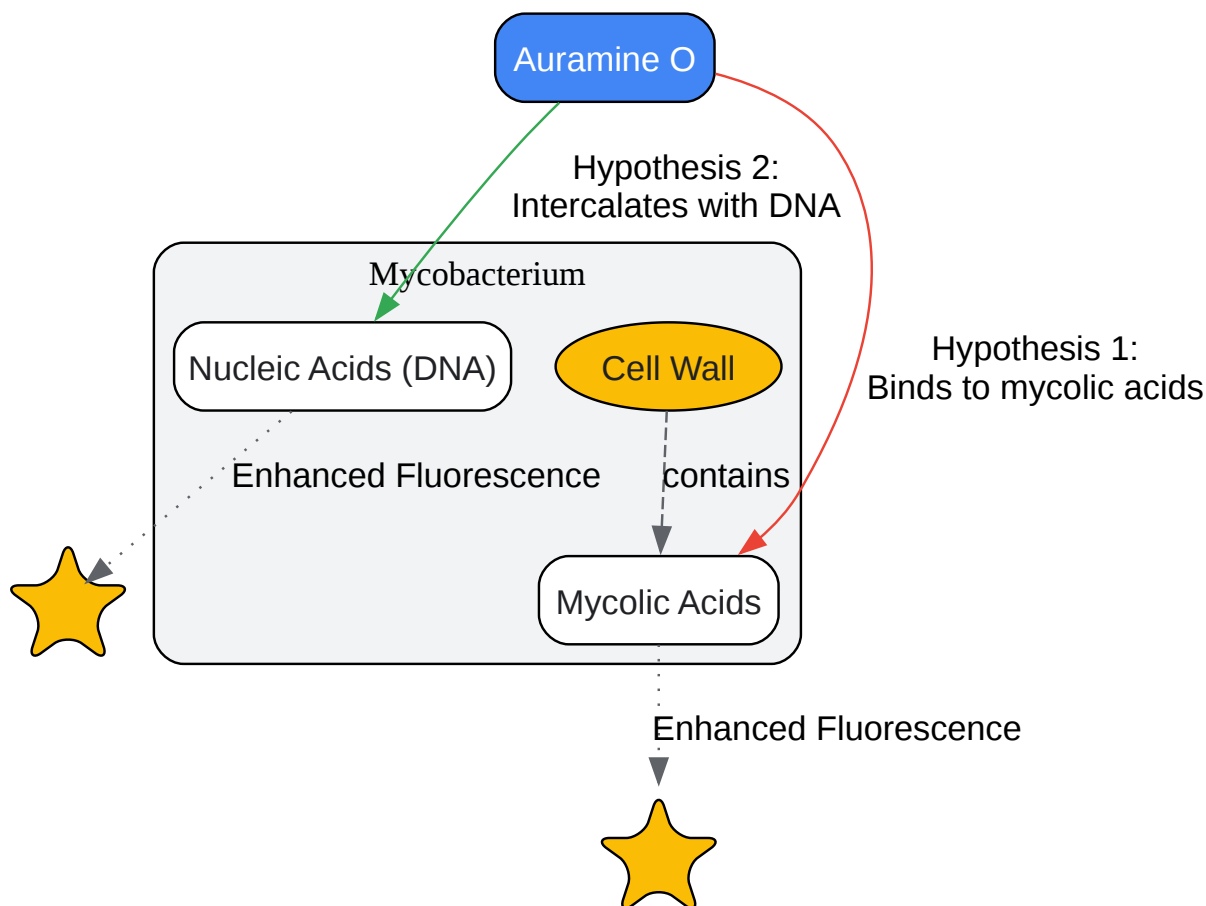 Auramine O
Hypothesis 2:
Intercalates with DNA
Mycobacterium
Nucleic Acids (DNA)
Cell Wall
Hypothesis 1:
Binds to mycolic acids
Enhanced Fluorescence
contains
Mycolic Acids
Enhanced Fluorescence